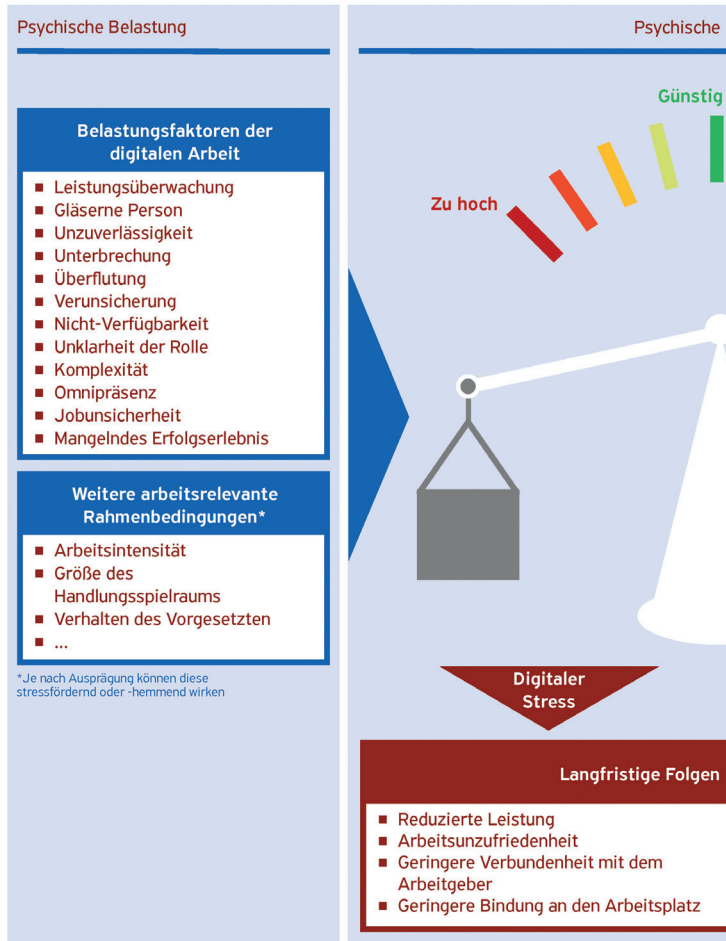 Psychische Belastung
Belastungsfaktoren der
digitalen Arbeit
Leistungsüberwachung
Gläserne Person
Unzuverlässigkeit
Unterbrechung
Überflutung
Verunsicherung
Nicht-Verfügbarkeit
Unklarheit der Rolle
Komplexität
Omnipräsenz
Jobunsicherheit
Mangelndes Erfolgserlebnis
Weitere arbeitsrelevante
Rahmenbedingungen*
Arbeitsintensität
Größe des
Handlungsspielraums
Verhalten des Vorgesetzten
...
*Je nach Ausprägung können diese
stressfördernd oder -hemmend wirken
Psychische
Günstig
Zu hoch
Digitaler
Stress
Langfristige Folgen
Reduzierte Leistung
Arbeitsunzufriedenheit
Geringere Verbundenheit mit dem
Arbeitgeber
Geringere Bindung an den Arbeitsplatz